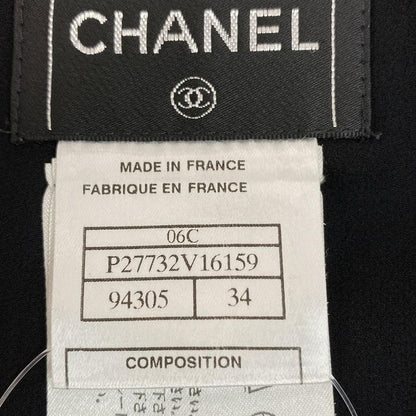 CHANEL
MADE IN FRANCE
FABRIQUE EN FRANCE
06C
P27732V16159
94305 34
COMPOSITION